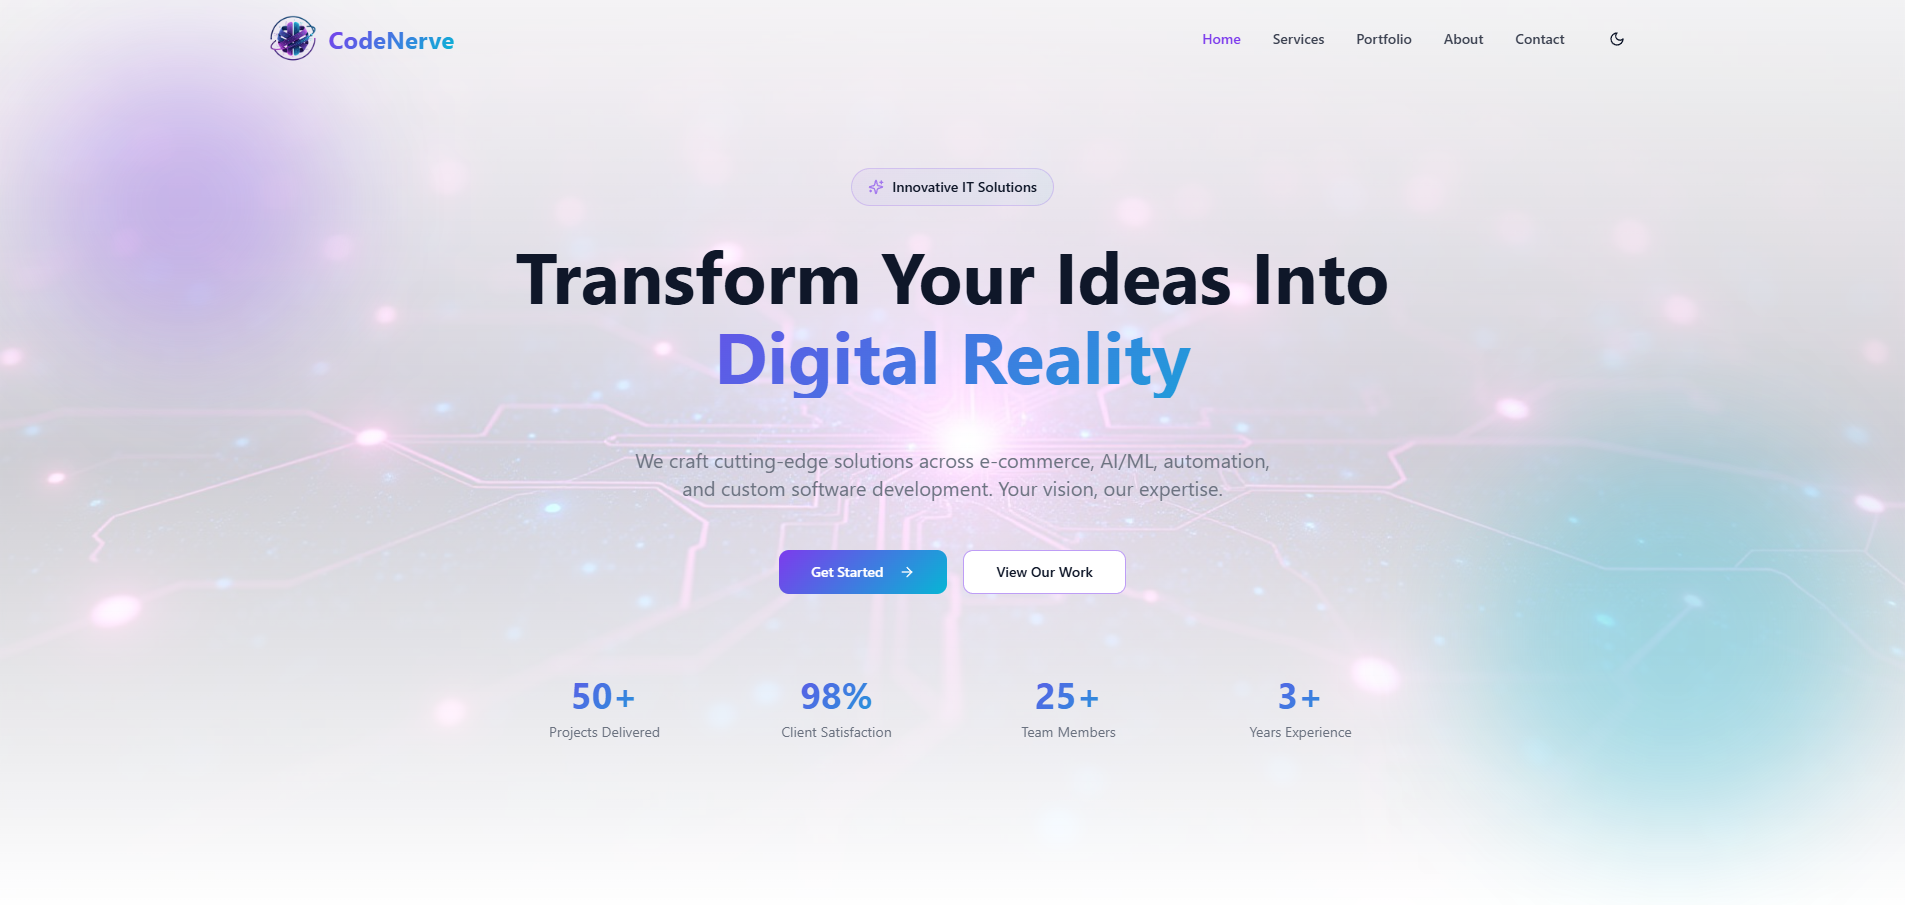 CodeNerve
Home
Services
Portfolio
About
Contact
Innovative IT Solutions
Transform Your Ideas Into
Digital Reality
We craft cutting-edge solutions across e-commerce, AI/ML, automation,
and custom software development. Your vision, our expertise.
Get Started
View Our Work
50+
Projects Delivered
98%
Client Satisfaction
25+
Team Members
3+
Years Experience